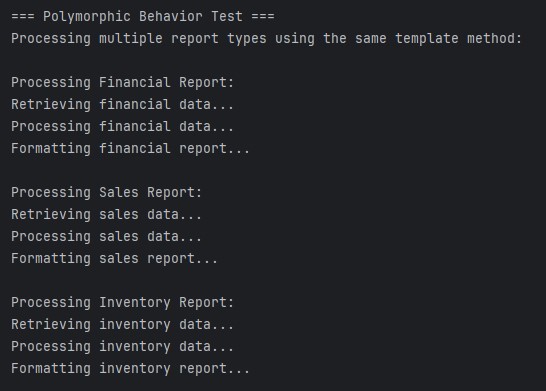 === Polymorphic Behavior Test ===
Processing multiple report types using the same template method:
Processing Financial Report:
Retrieving financial data...
Processing financial data...
Formatting financial report...
Processing Sales Report:
Retrieving sales data...
Processing sales data...
Formatting sales report...
Processing Inventory Report:
Retrieving inventory data...
Processing inventory data...
Formatting inventory report...